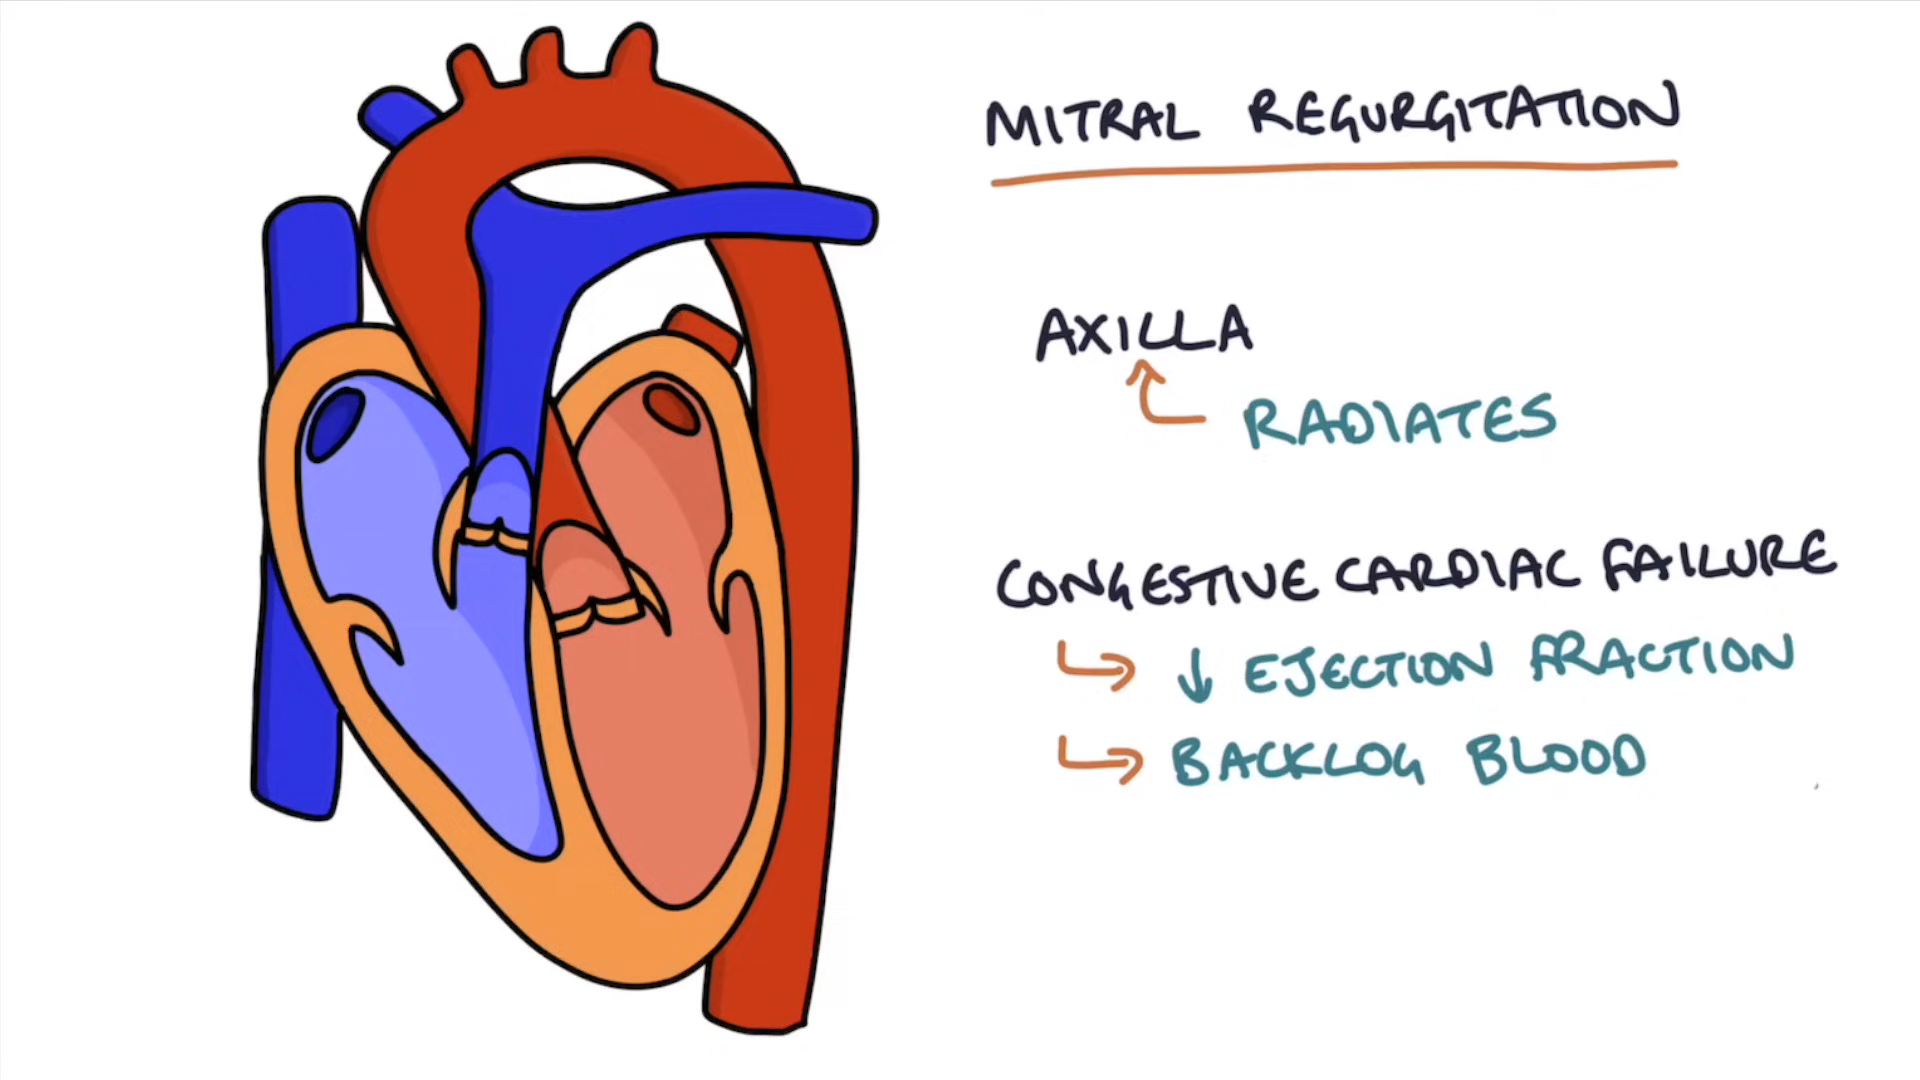 MITRAL REGURGITATION
AXILLA
RADIATES
CONGESTIVE CARDIAC FAILURE
↓ EJECTION FRACTION
BACKLOG BLOOD